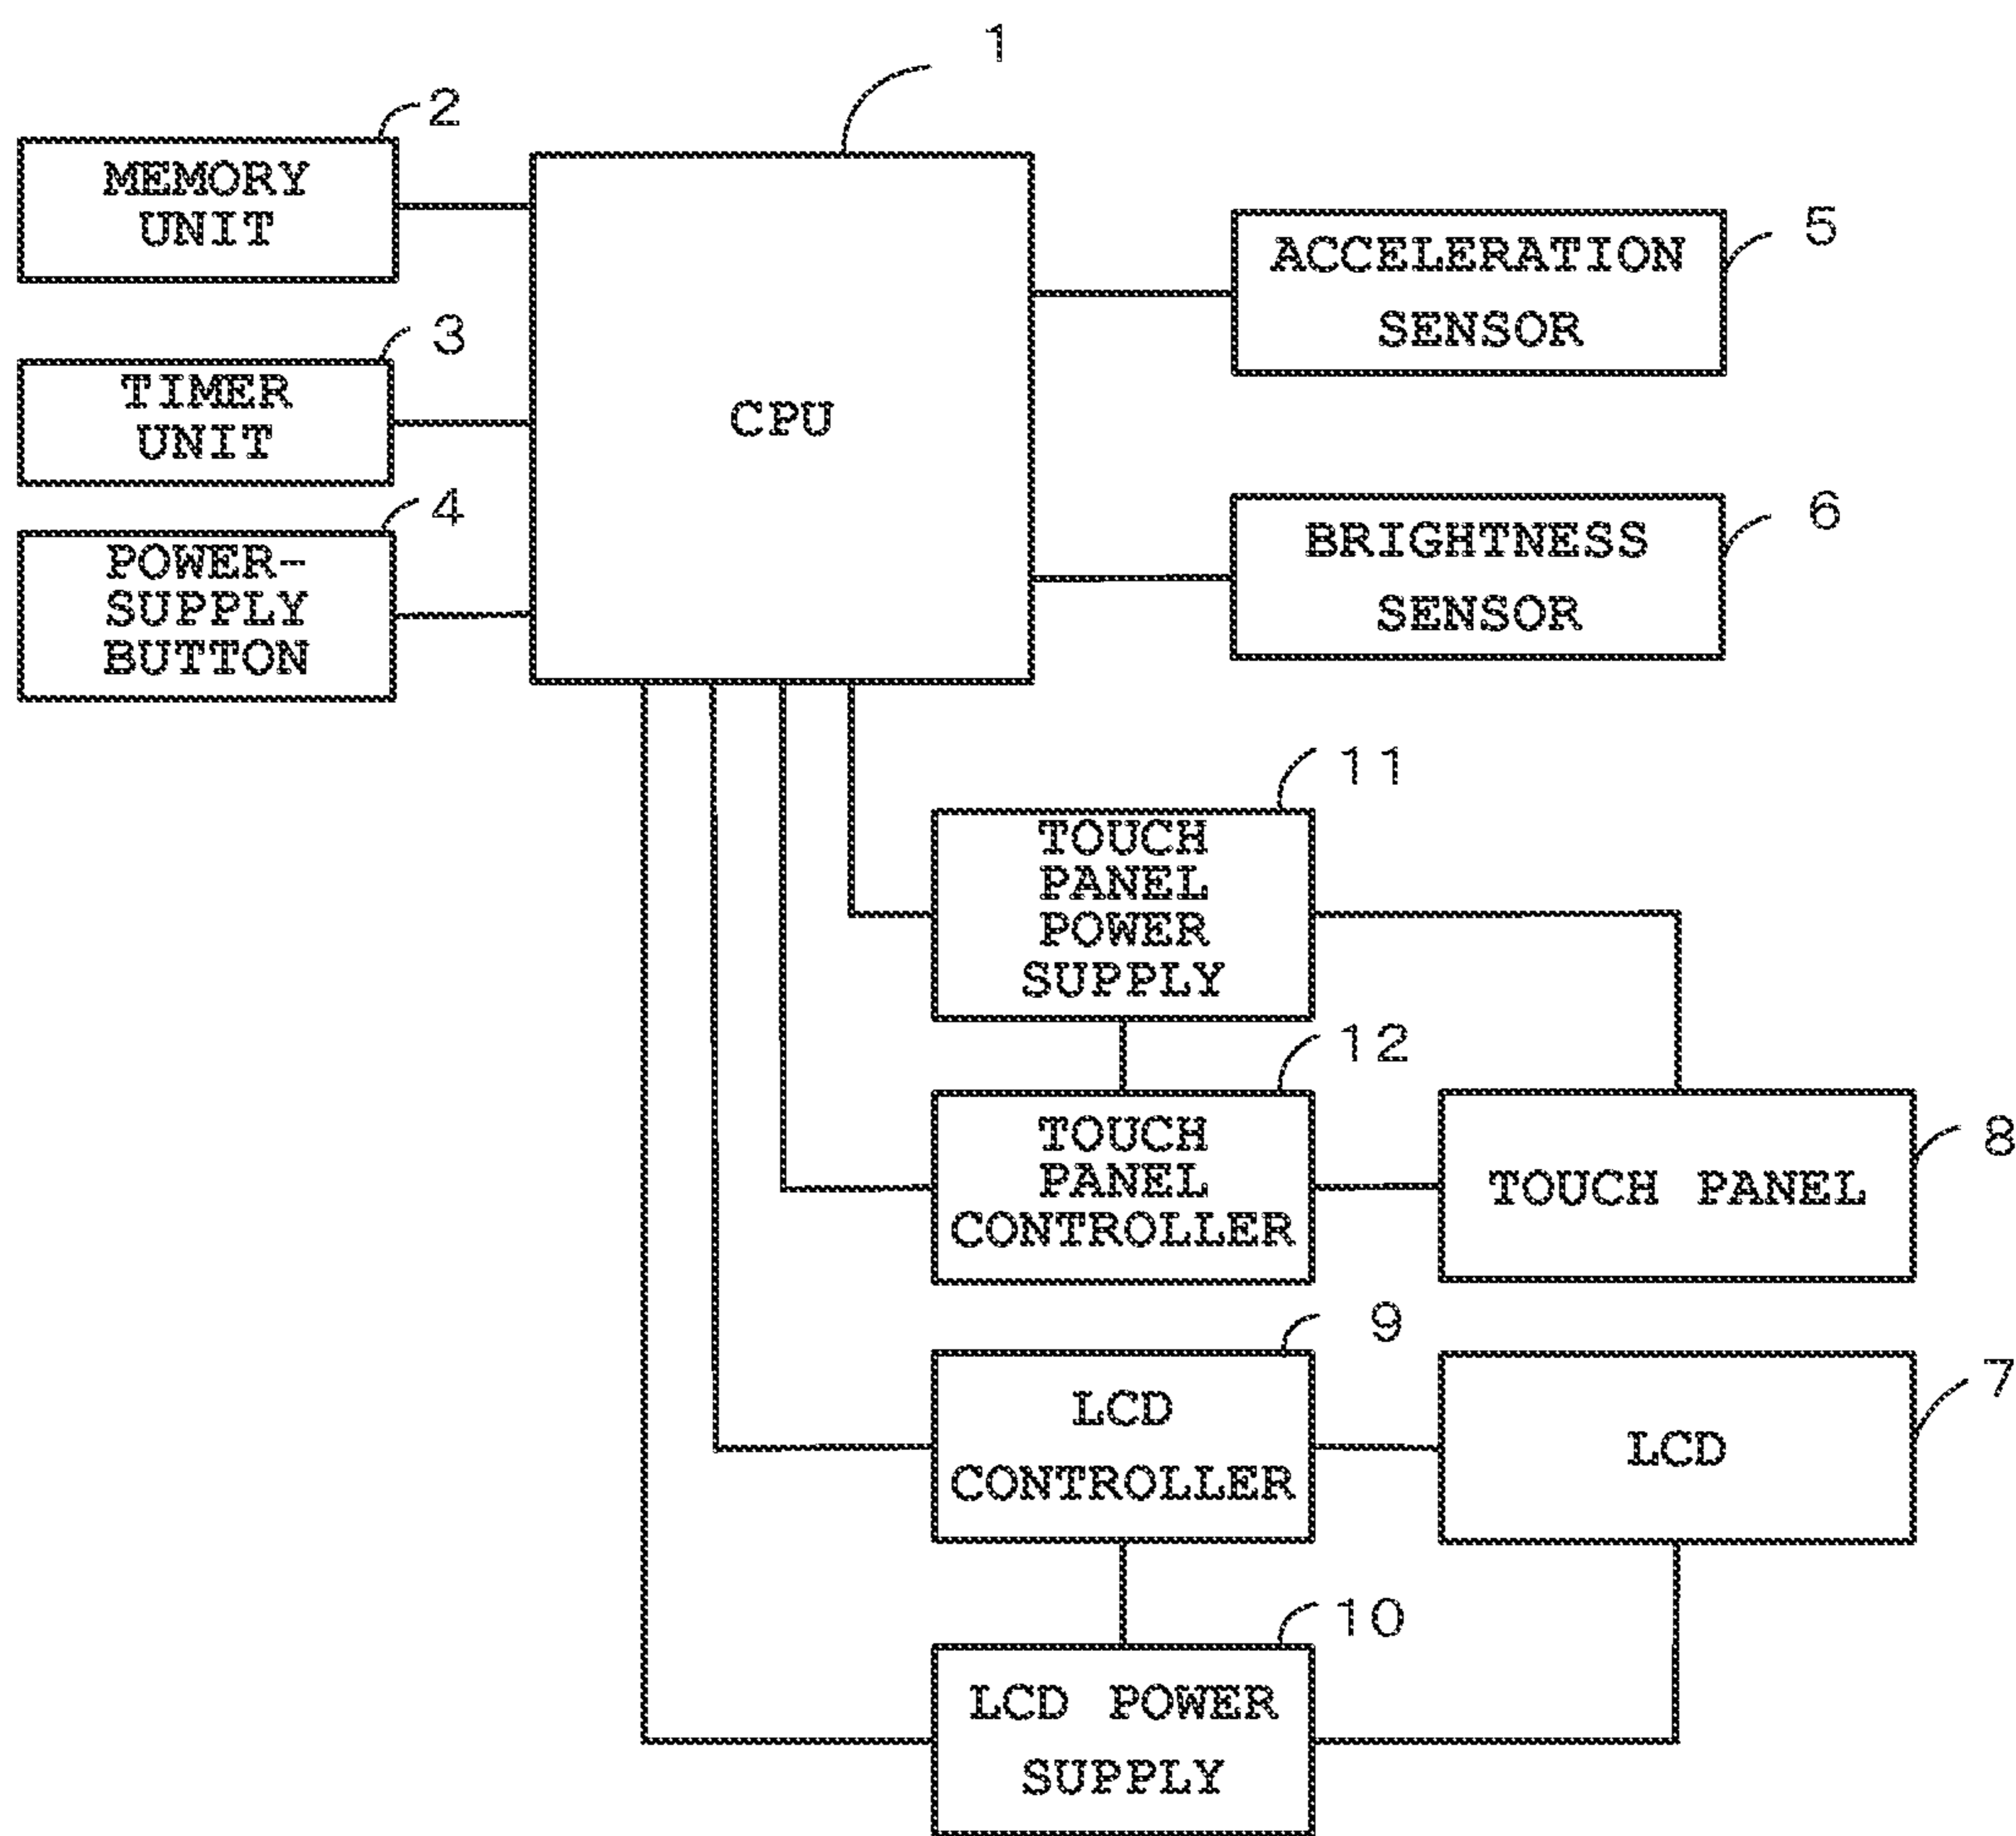 1
2
MEMORY
UNIT
3
TIMER
UNIT
4
POWER-
SUPPLY
BUTTON
CPU
5
ACCELERATION
SENSOR
6
BRIGHTNESS
SENSOR
11
TOUCH
PANEL
POWER
SUPPLY
12
TOUCH
PANEL
CONTROLLER
8
TOUCH PANEL
9
LCD
CONTROLLER
7
LCD
10
LCD POWER
SUPPLY